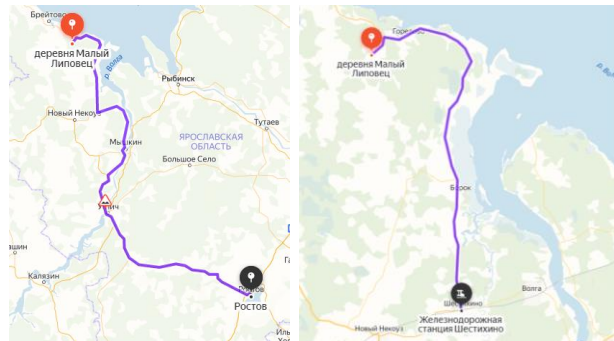 Брейтово
деревня Малый
Липовец
р. Волга
Рыбинск
Новый Некоуз
Тутаев
ЯРОСЛАВСКАЯ
ОБЛАСТЬ
Мышкин
Большое Село
Углич
Калязин
Ростов
деревня Малый
Липовец
Борок
Шестихино
Волга
Железнодорожная
станция Шестихино
Новый Некоуз